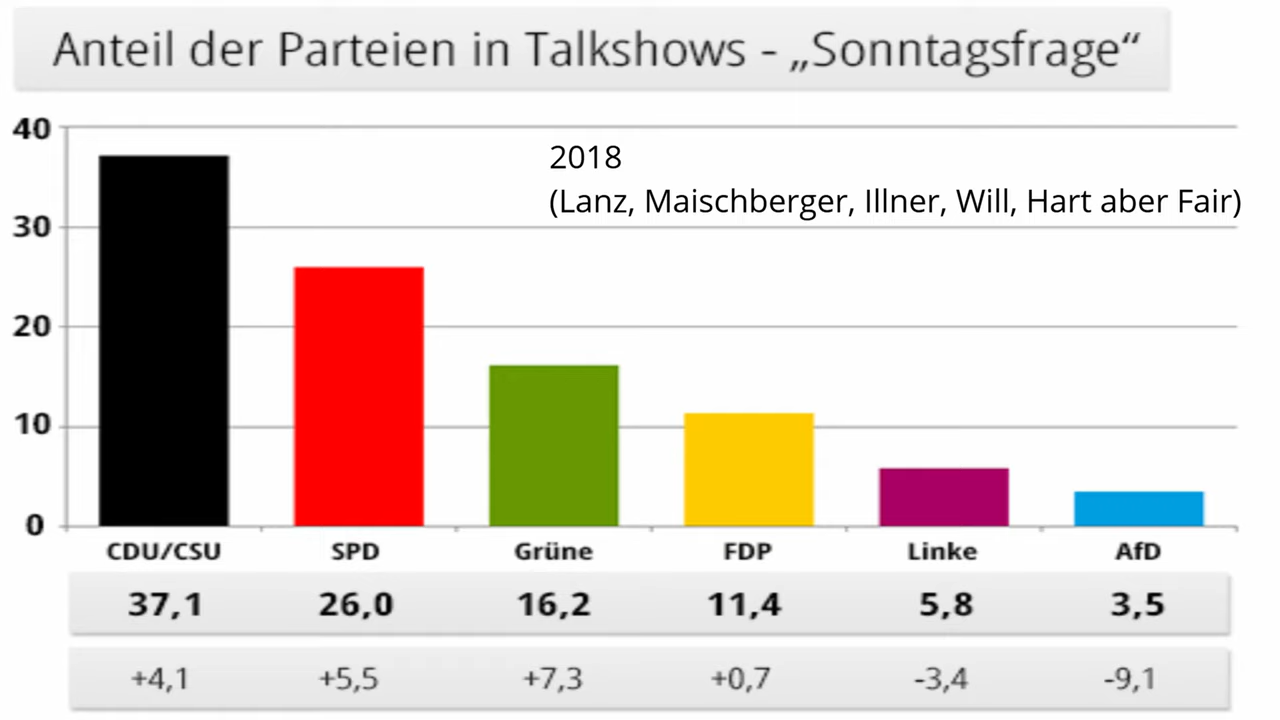 Anteil der Parteien in Talkshows - „Sonntagsfrage“
40
2018
(Lanz, Maischberger, Illner, Will, Hart aber Fair)
30
20
10
0
CDU/CSU SPD Grüne FDP Linke AfD
37,1 26,0 16,2 11,4 5,8 3,5
+4,1 +5,5 +7,3 +0,7 -3,4 -9,1